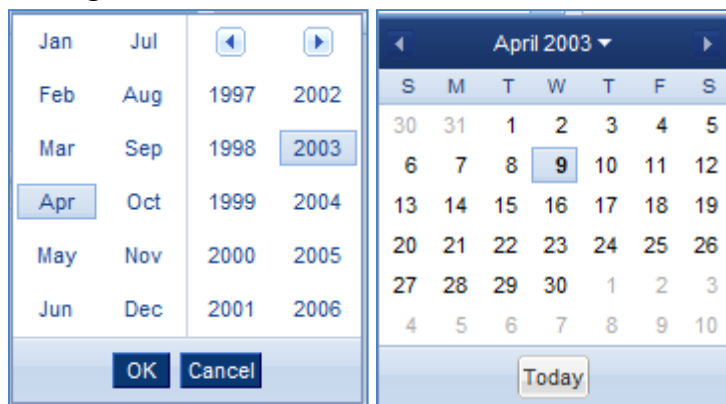 Jan Jul
Feb Aug 1997 2002
Mar Sep 1998 2003
Apr Oct 1999 2004
May Nov 2000 2005
Jun Dec 2001 2006
OK Cancel
April 2003
S M T W T F S
30 31 1 2 3 4 5
6 7 8 9 10 11 12
13 14 15 16 17 18 19
20 21 22 23 24 25 26
27 28 29 30 1 2 3
4 5 6 7 8 9 10
Today